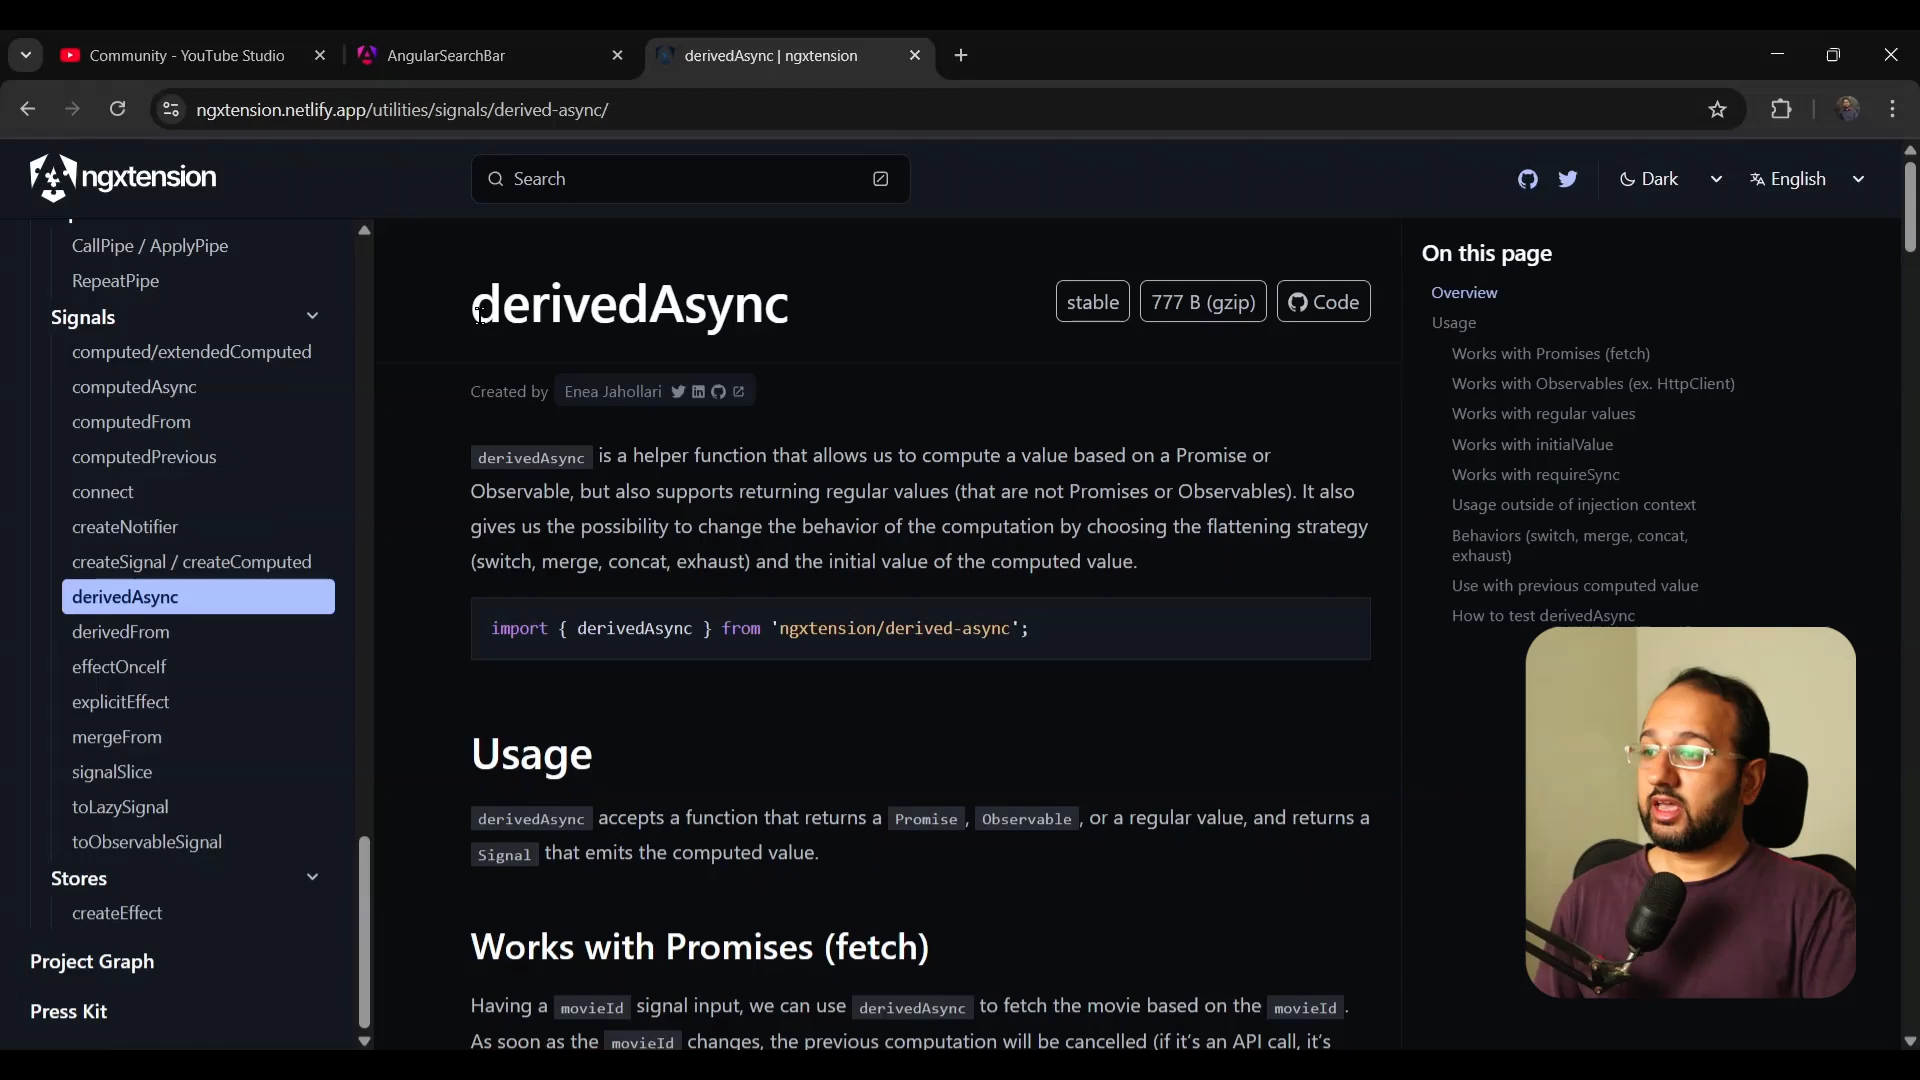 Community - YouTube Studio
AngularSearchBar
derivedAsync | ngxtension
ngxtension.netlify.app/utilities/signals/derived-async/
ngxtension
Search
Dark
English
CallPipe / ApplyPipe
RepeatPipe
Signals
computed/extendedComputed
computedAsync
computedFrom
computedPrevious
connect
createNotifier
createSignal / createComputed
derivedAsync
derivedFrom
effectOnceIf
explicitEffect
mergeFrom
signalSlice
toLazySignal
toObservableSignal
Stores
createEffect
Project Graph
Press Kit
derivedAsync
stable
777 B (gzip)
Code
Created by Enea Jahollari
derivedAsync is a helper function that allows us to compute a value based on a Promise or
Observable, but also supports returning regular values (that are not Promises or Observables). It also
gives us the possibility to change the behavior of the computation by choosing the flattening strategy
(switch, merge, concat, exhaust) and the initial value of the computed value.
import { derivedAsync } from 'ngxtension/derived-async';
Usage
derivedAsync accepts a function that returns a Promise, Observable, or a regular value, and returns a
Signal that emits the computed value.
Works with Promises (fetch)
Having a movieId signal input, we can use derivedAsync to fetch the movie based on the movieId.
As soon as the movieId changes, the previous computation will be cancelled (if it's an API call, it's
On this page
Overview
Usage
Works with Promises (fetch)
Works with Observables (ex. HttpClient)
Works with regular values
Works with initialValue
Works with requireSync
Usage outside of injection context
Behaviors (switch, merge, concat,
exhaust)
Use with previous computed value
How to test derivedAsync